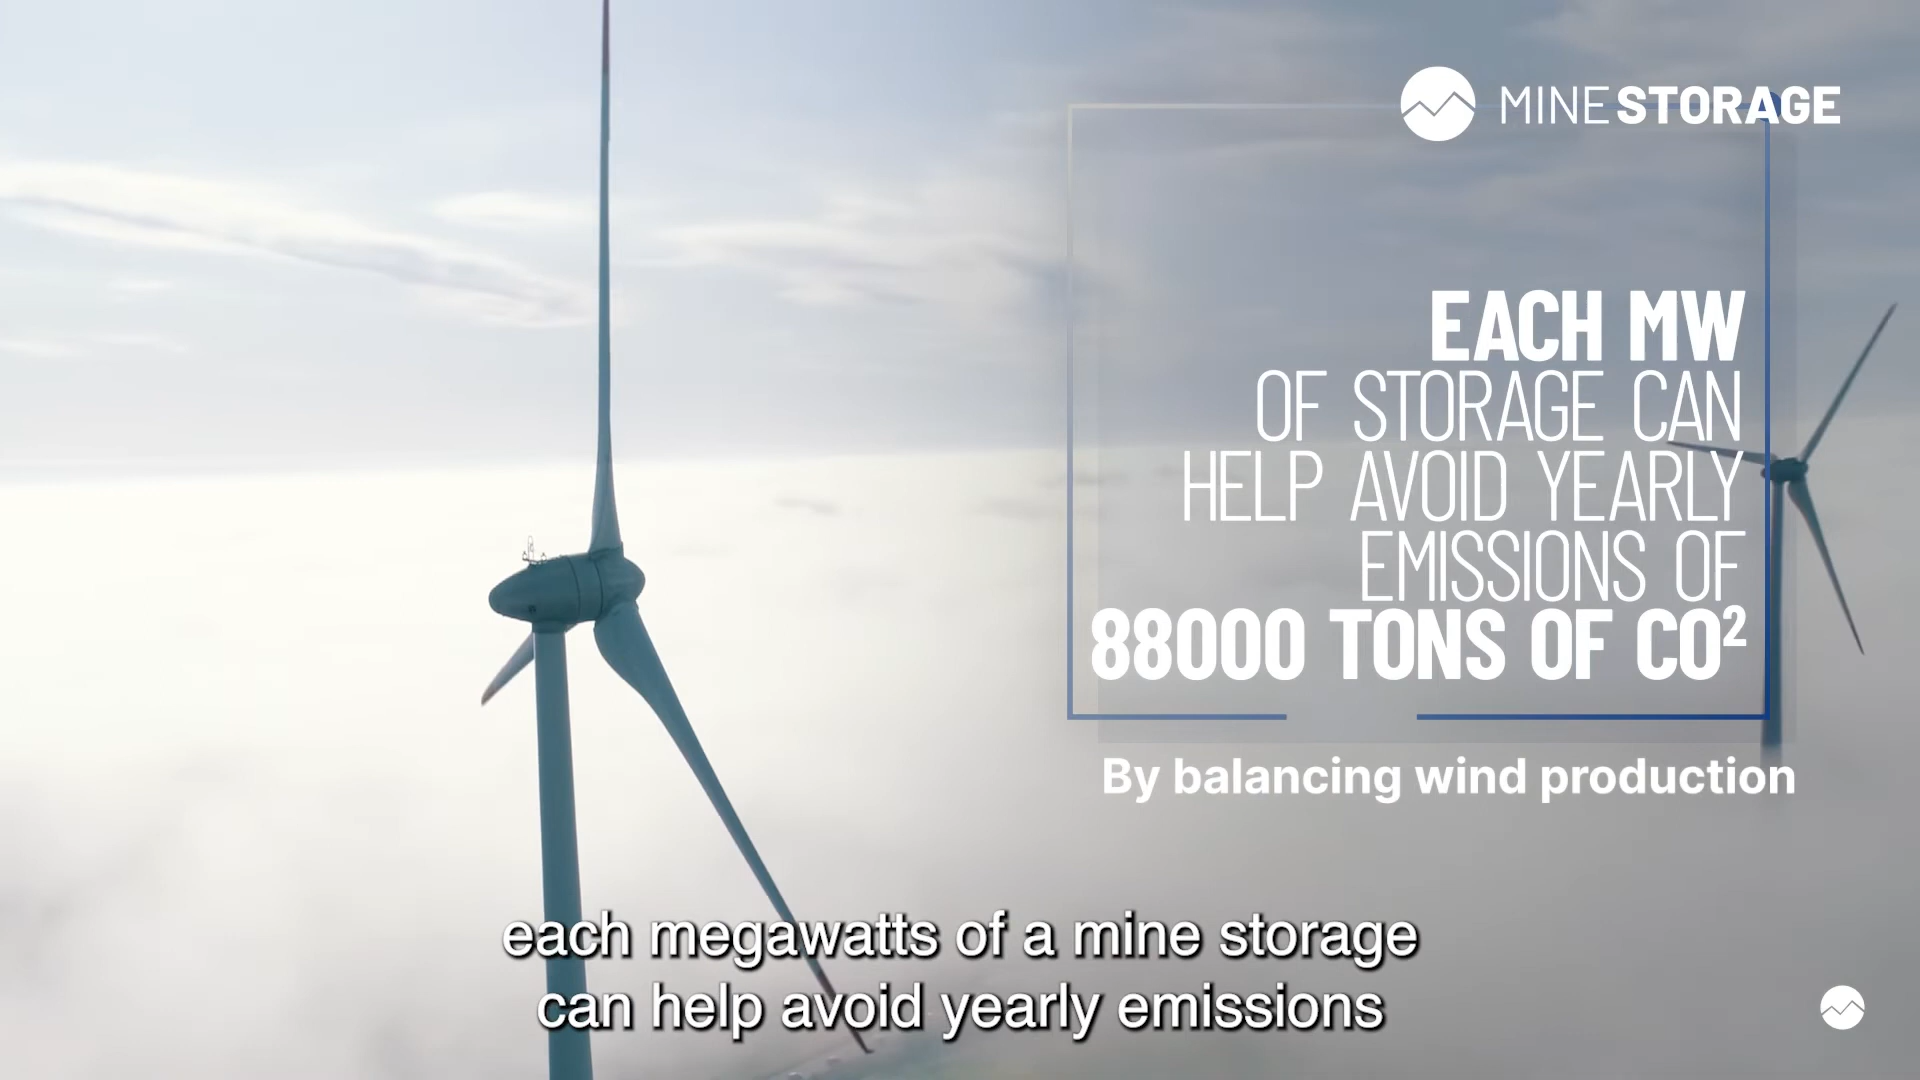 MINE STORAGE
EACH MW
OF STORAGE CAN
HELP AVOID YEARLY
EMISSIONS OF
88000 TONS OF CO²
By balancing wind production
each megawatts of a mine storage
can help avoid yearly emissions